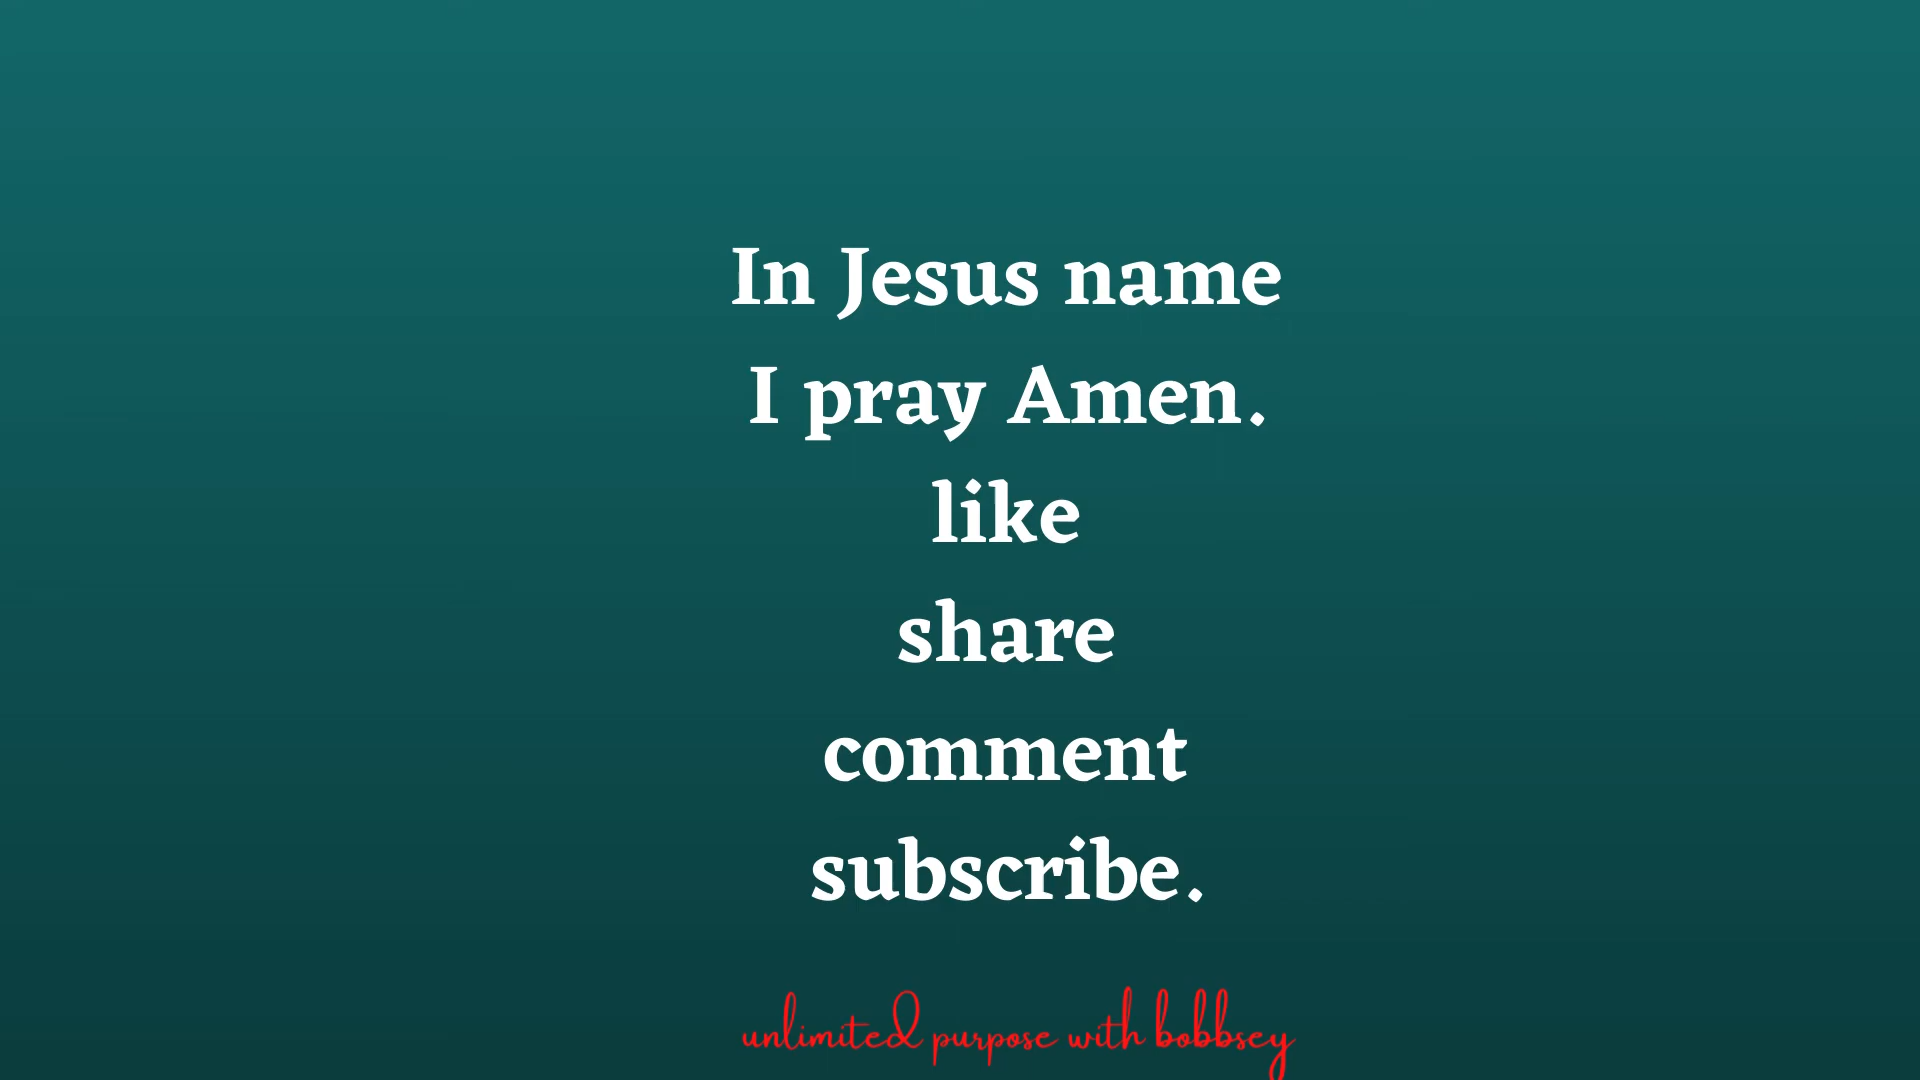 In Jesus name
I pray Amen.
like
share
comment
subscribe.
unlimited purpose with bobbsey